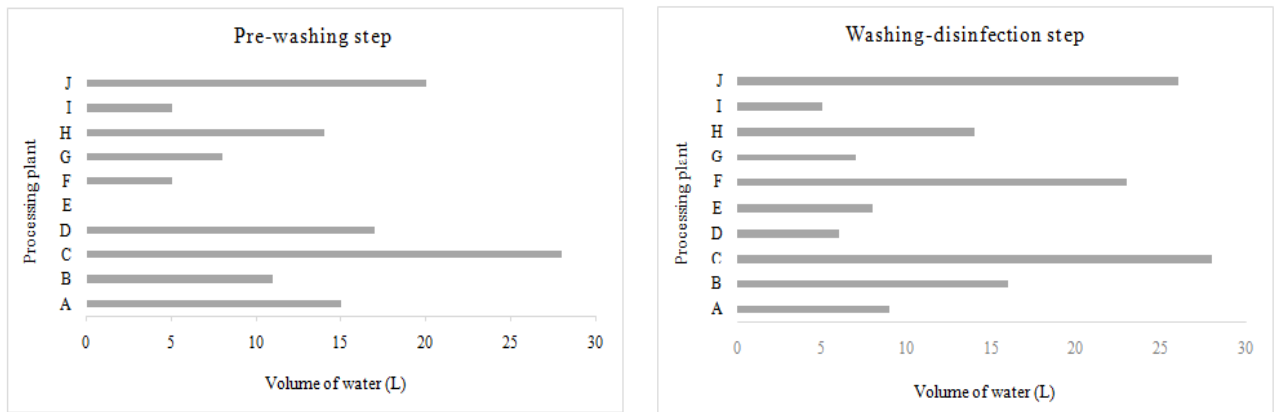 Pre-washing step
Processing plant
J
I
H
G
F
E
D
C
B
A
0 5 10 15 20 25 30
Volume of water (L)
Washing-disinfection step
Processing plant
J
I
H
G
F
E
D
C
B
A
0 5 10 15 20 25 30
Volume of water (L)